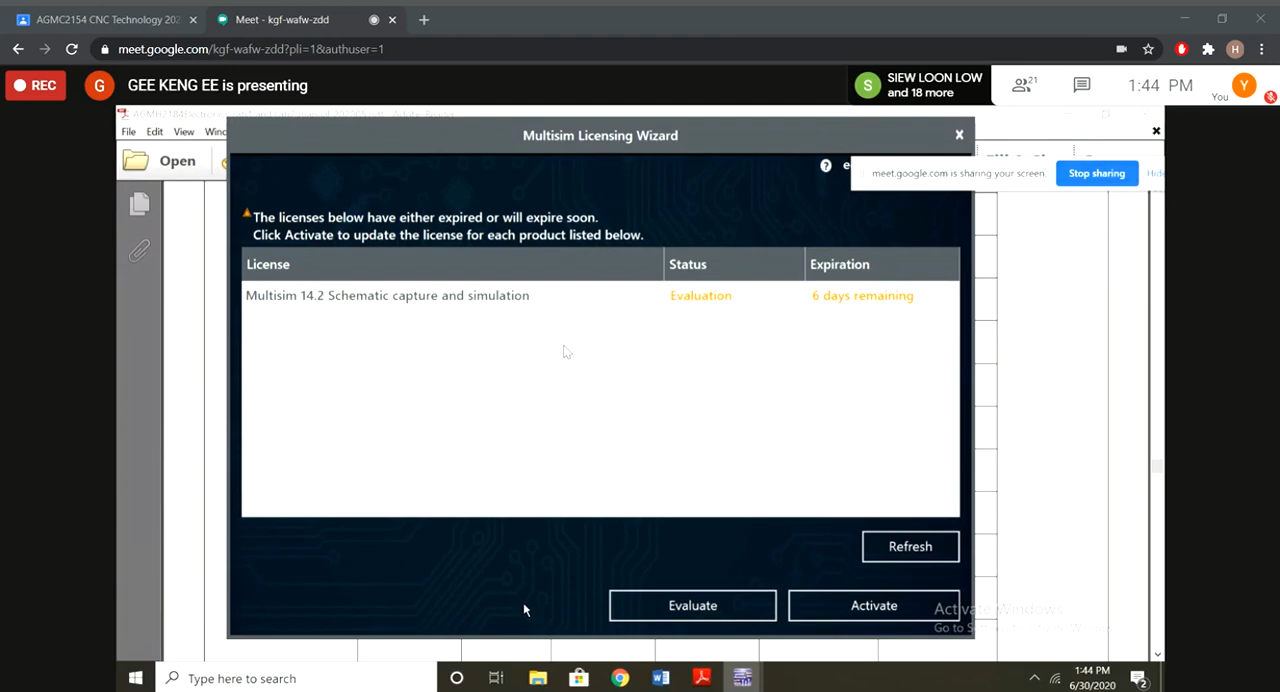 AGMC2154 CNC Technology 202
Meet - kgf-wafw-zdd
meet.google.com/kgf-wafw-zdd?pli=1&authuser=1
H
REC
G
GEE KENG EE is presenting
S
SIEW LOON LOW
and 18 more
21
1:44 PM
You
Y
File Edit View
Open
Multisim Licensing Wizard
meet.google.com is sharing your screen.
Stop sharing
Hide
The licenses below have either expired or will expire soon.
Click Activate to update the license for each product listed below.
License Status Expiration
Multisim 14.2 Schematic capture and simulation Evaluation 6 days remaining
Refresh
Evaluate
Activate
Activate Windows
Type here to search
1:44 PM
6/30/2020
2